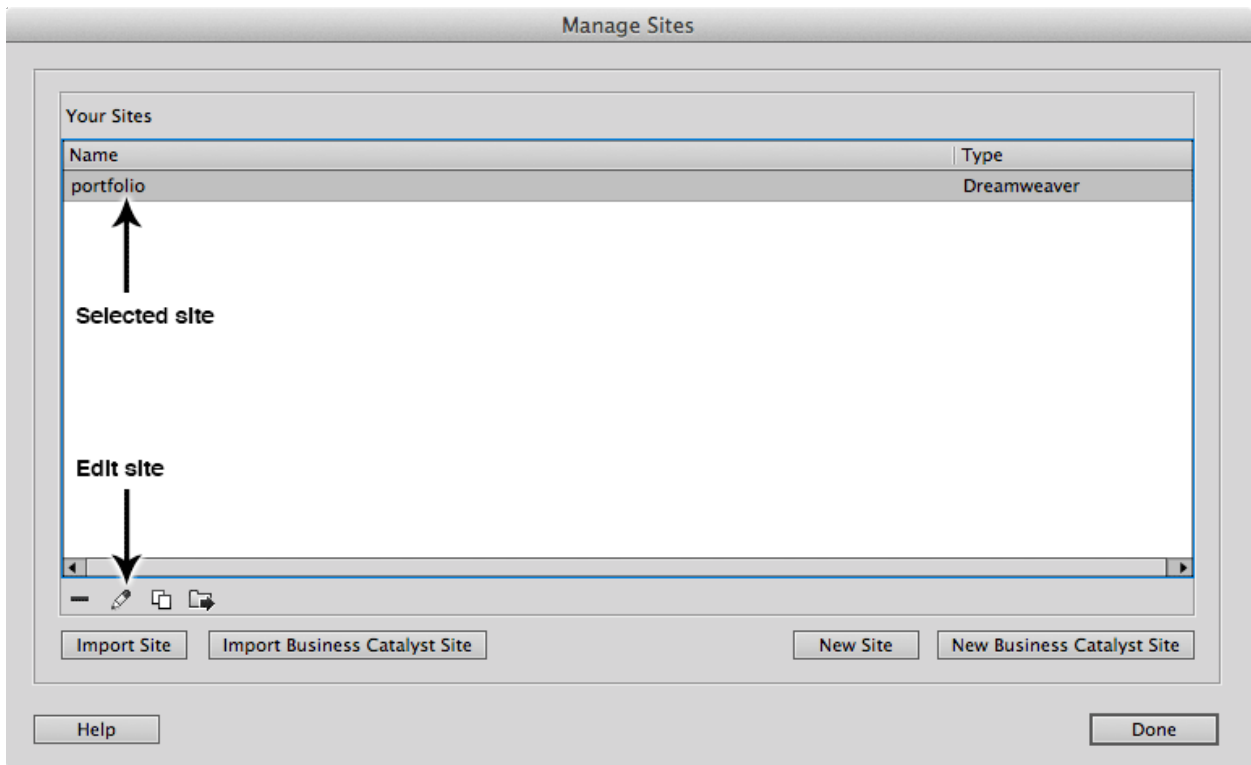 Manage Sites
Your Sites
Name Type
portfolio Dreamweaver
Selected site
Edit site
Import Site Import Business Catalyst Site New Site New Business Catalyst Site
Help Done